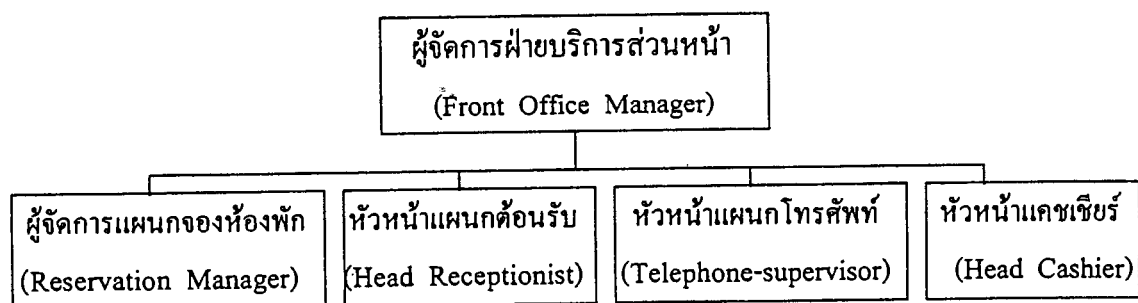 ผู้จัดการฝ่ายบริการส่วนหน้า
(Front Office Manager)
ผู้จัดการแผนกจองห้องพัก
(Reservation Manager)
หัวหน้าแผนกต้อนรับ
(Head Receptionist)
หัวหน้าแผนกโทรศัพท์
(Telephone-supervisor)
หัวหน้าแคชเชียร์
(Head Cashier)